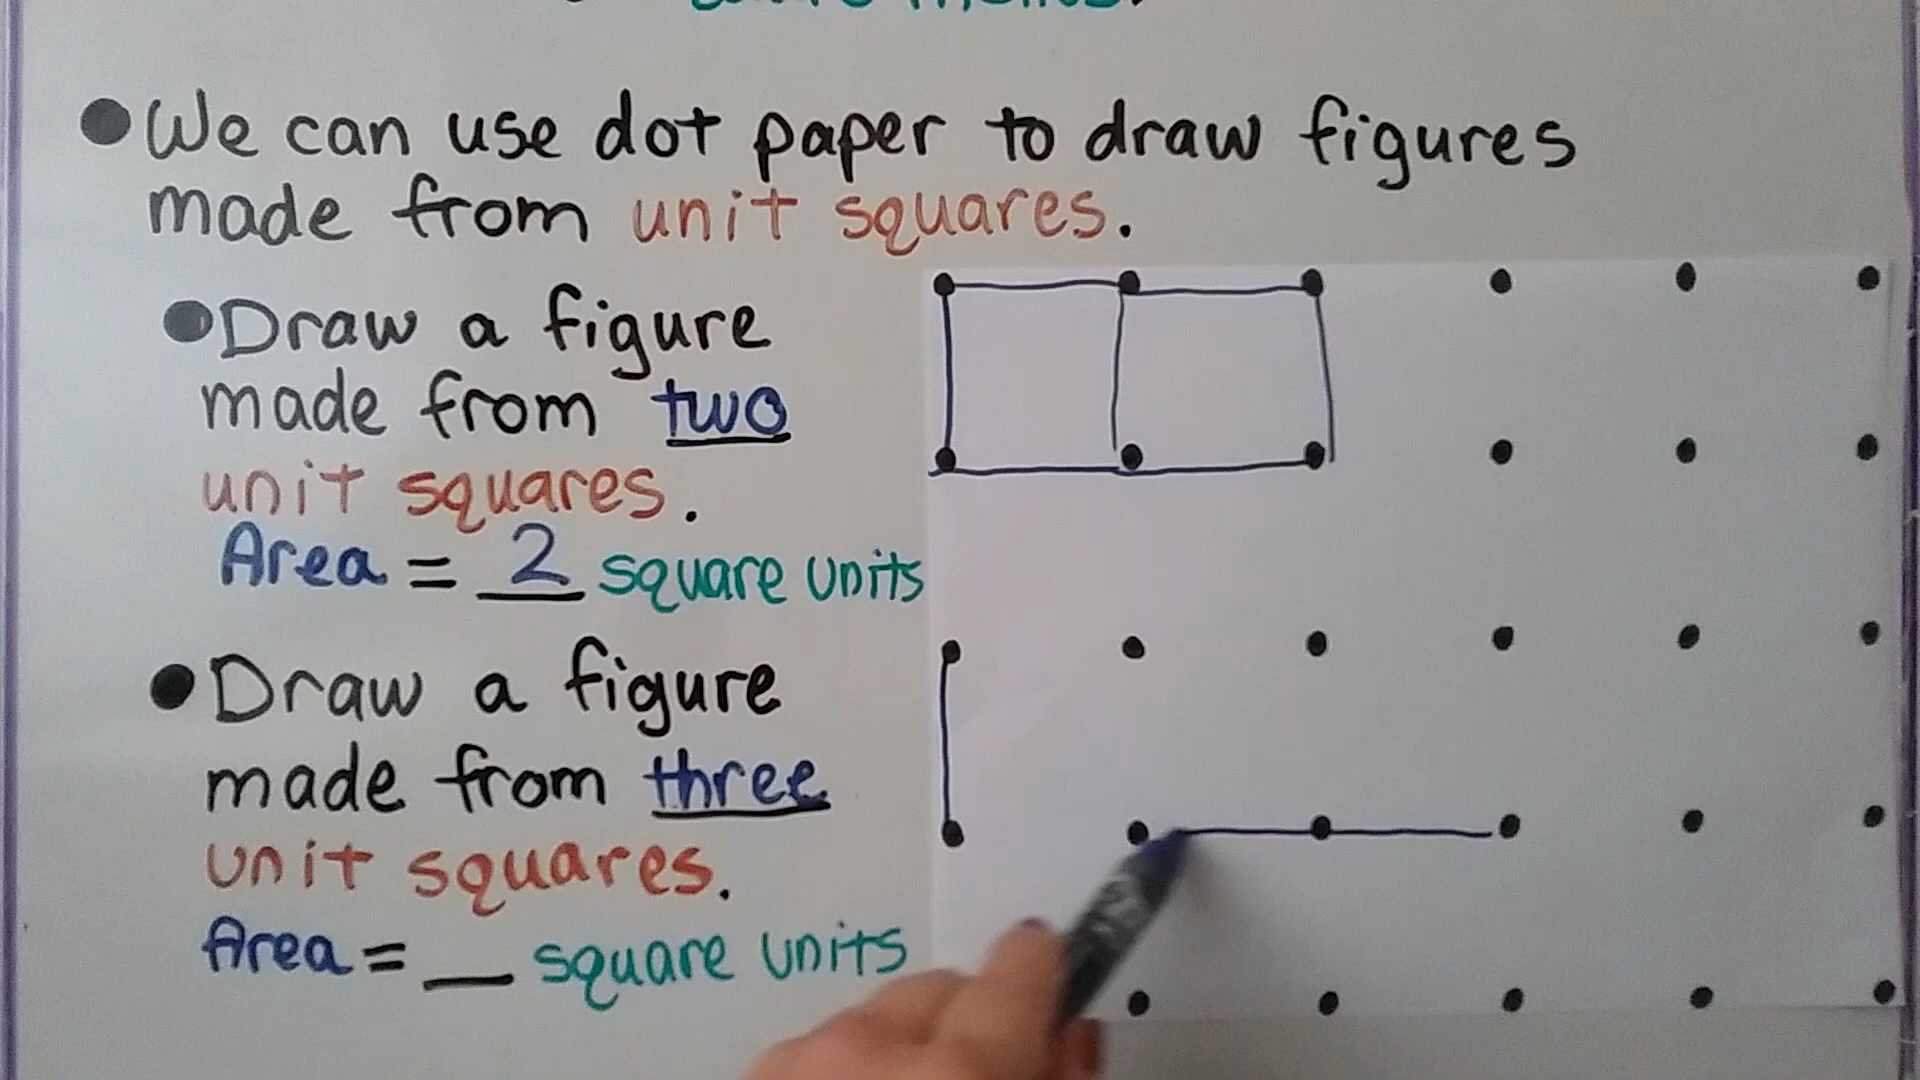 We can use dot paper to draw figures
made from unit squares.
Draw a figure
made from two
unit squares.
Area = 2 square units
Draw a figure
made from three
unit squares.
Area = __ square units